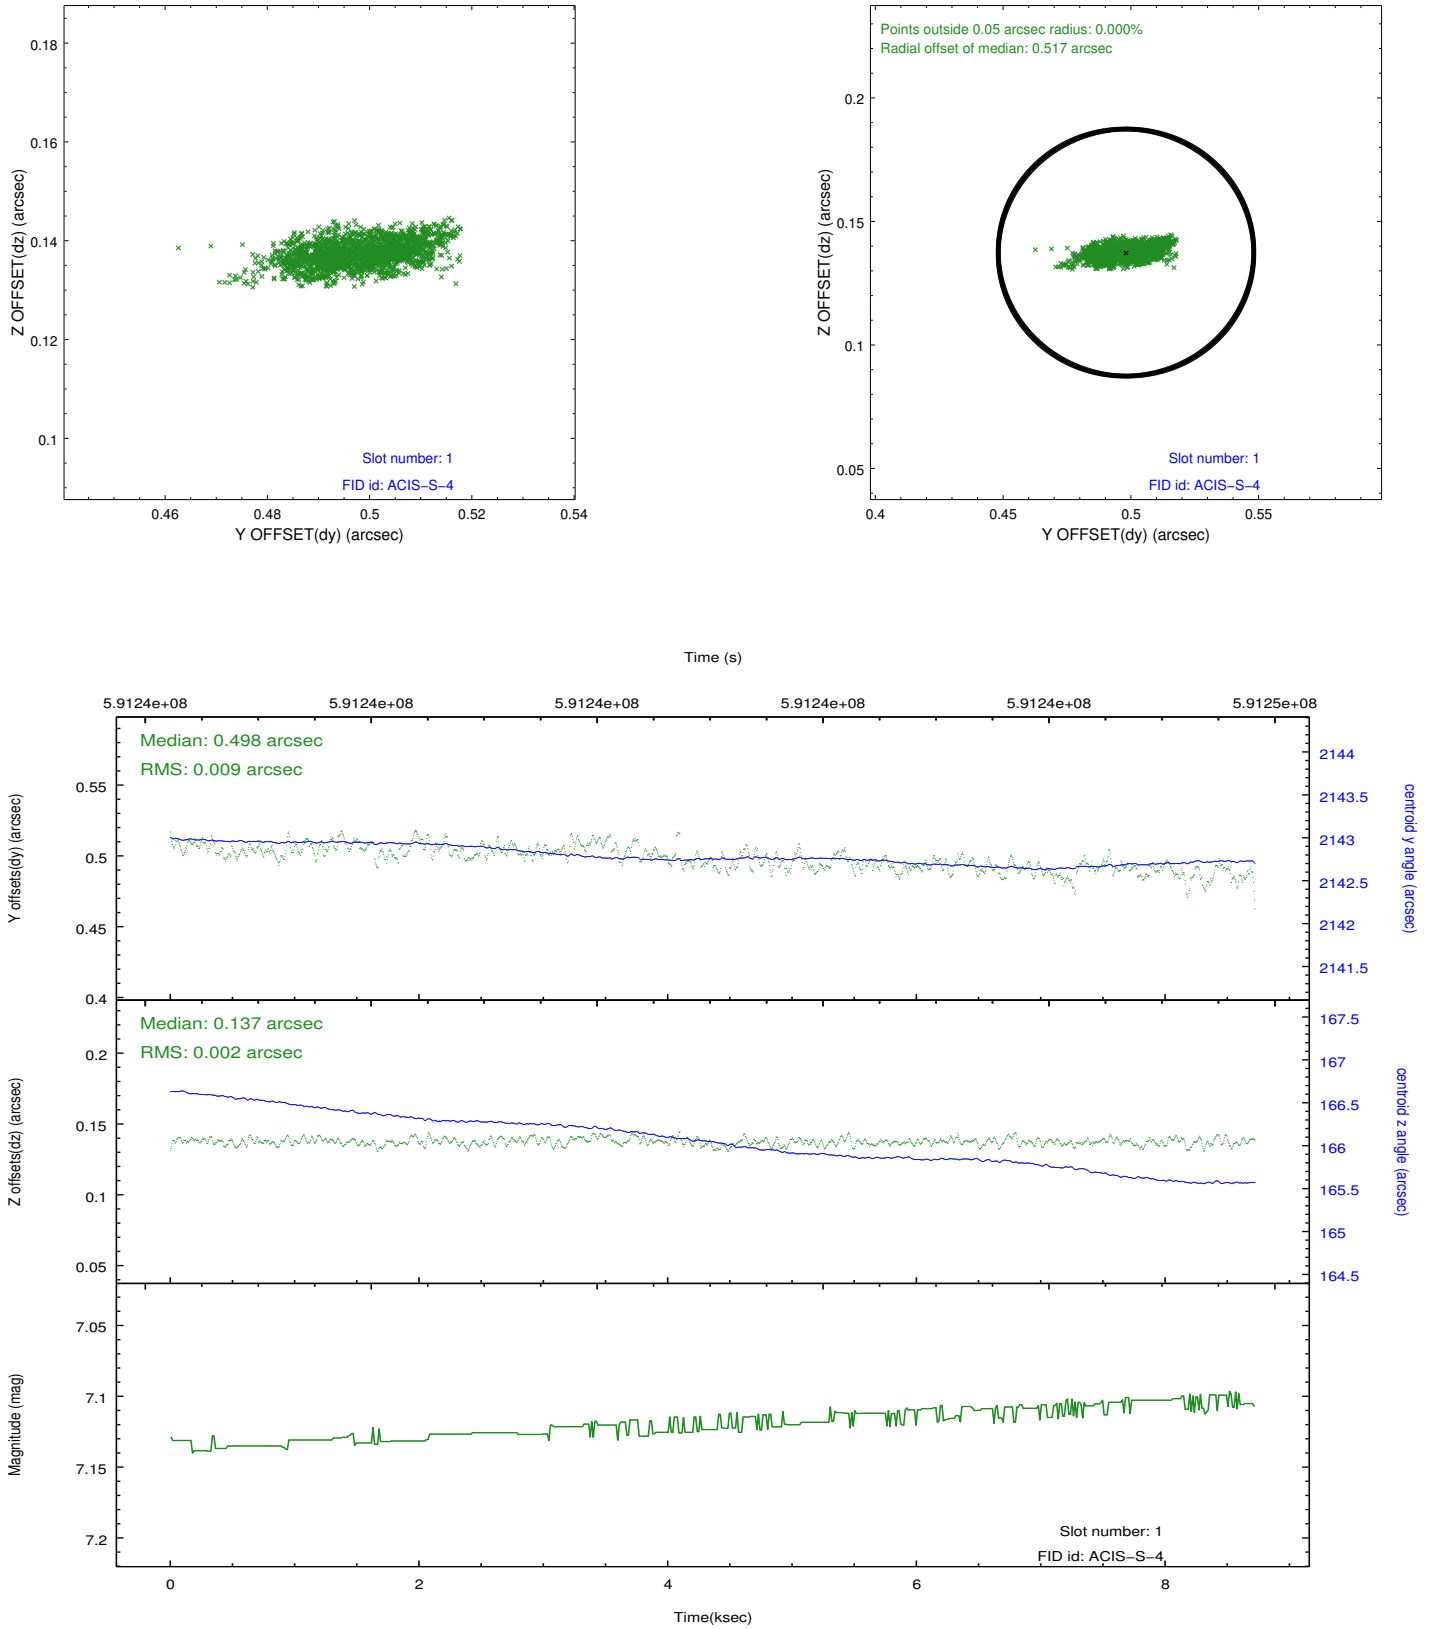 0.18
0.16
0.14
0.12
0.1
Z OFFSET(dz) (arcsec)
Slot number: 1
FID id: ACIS−S−4
0.46 0.48 0.5 0.52 0.54
Y OFFSET(dy) (arcsec)
Points outside 0.05 arcsec radius: 0.000%
Radial offset of median: 0.517 arcsec
0.2
0.15
0.1
0.05
Z OFFSET(dz) (arcsec)
Slot number: 1
FID id: ACIS−S−4
0.4 0.45 0.5 0.55
Y OFFSET(dy) (arcsec)
Time (s)
5.9124e+08 5.9124e+08 5.9124e+08 5.9124e+08 5.9124e+08 5.9125e+08
Median: 0.498 arcsec
RMS: 0.009 arcsec
0.55
0.5
0.45
0.4
Y offsets(dy) (arcsec)
2144
2143.5
2143
2142.5
2142
2141.5
centroid y angle (arcsec)
Median: 0.137 arcsec
RMS: 0.002 arcsec
0.2
0.15
0.1
0.05
Z offsets(dz) (arcsec)
167.5
167
166.5
166
165.5
165
164.5
centroid z angle (arcsec)
7.05
7.1
7.15
7.2
Magnitude (mag)
Slot number: 1
FID id: ACIS−S−4
0 2 4 6 8
Time(ksec)